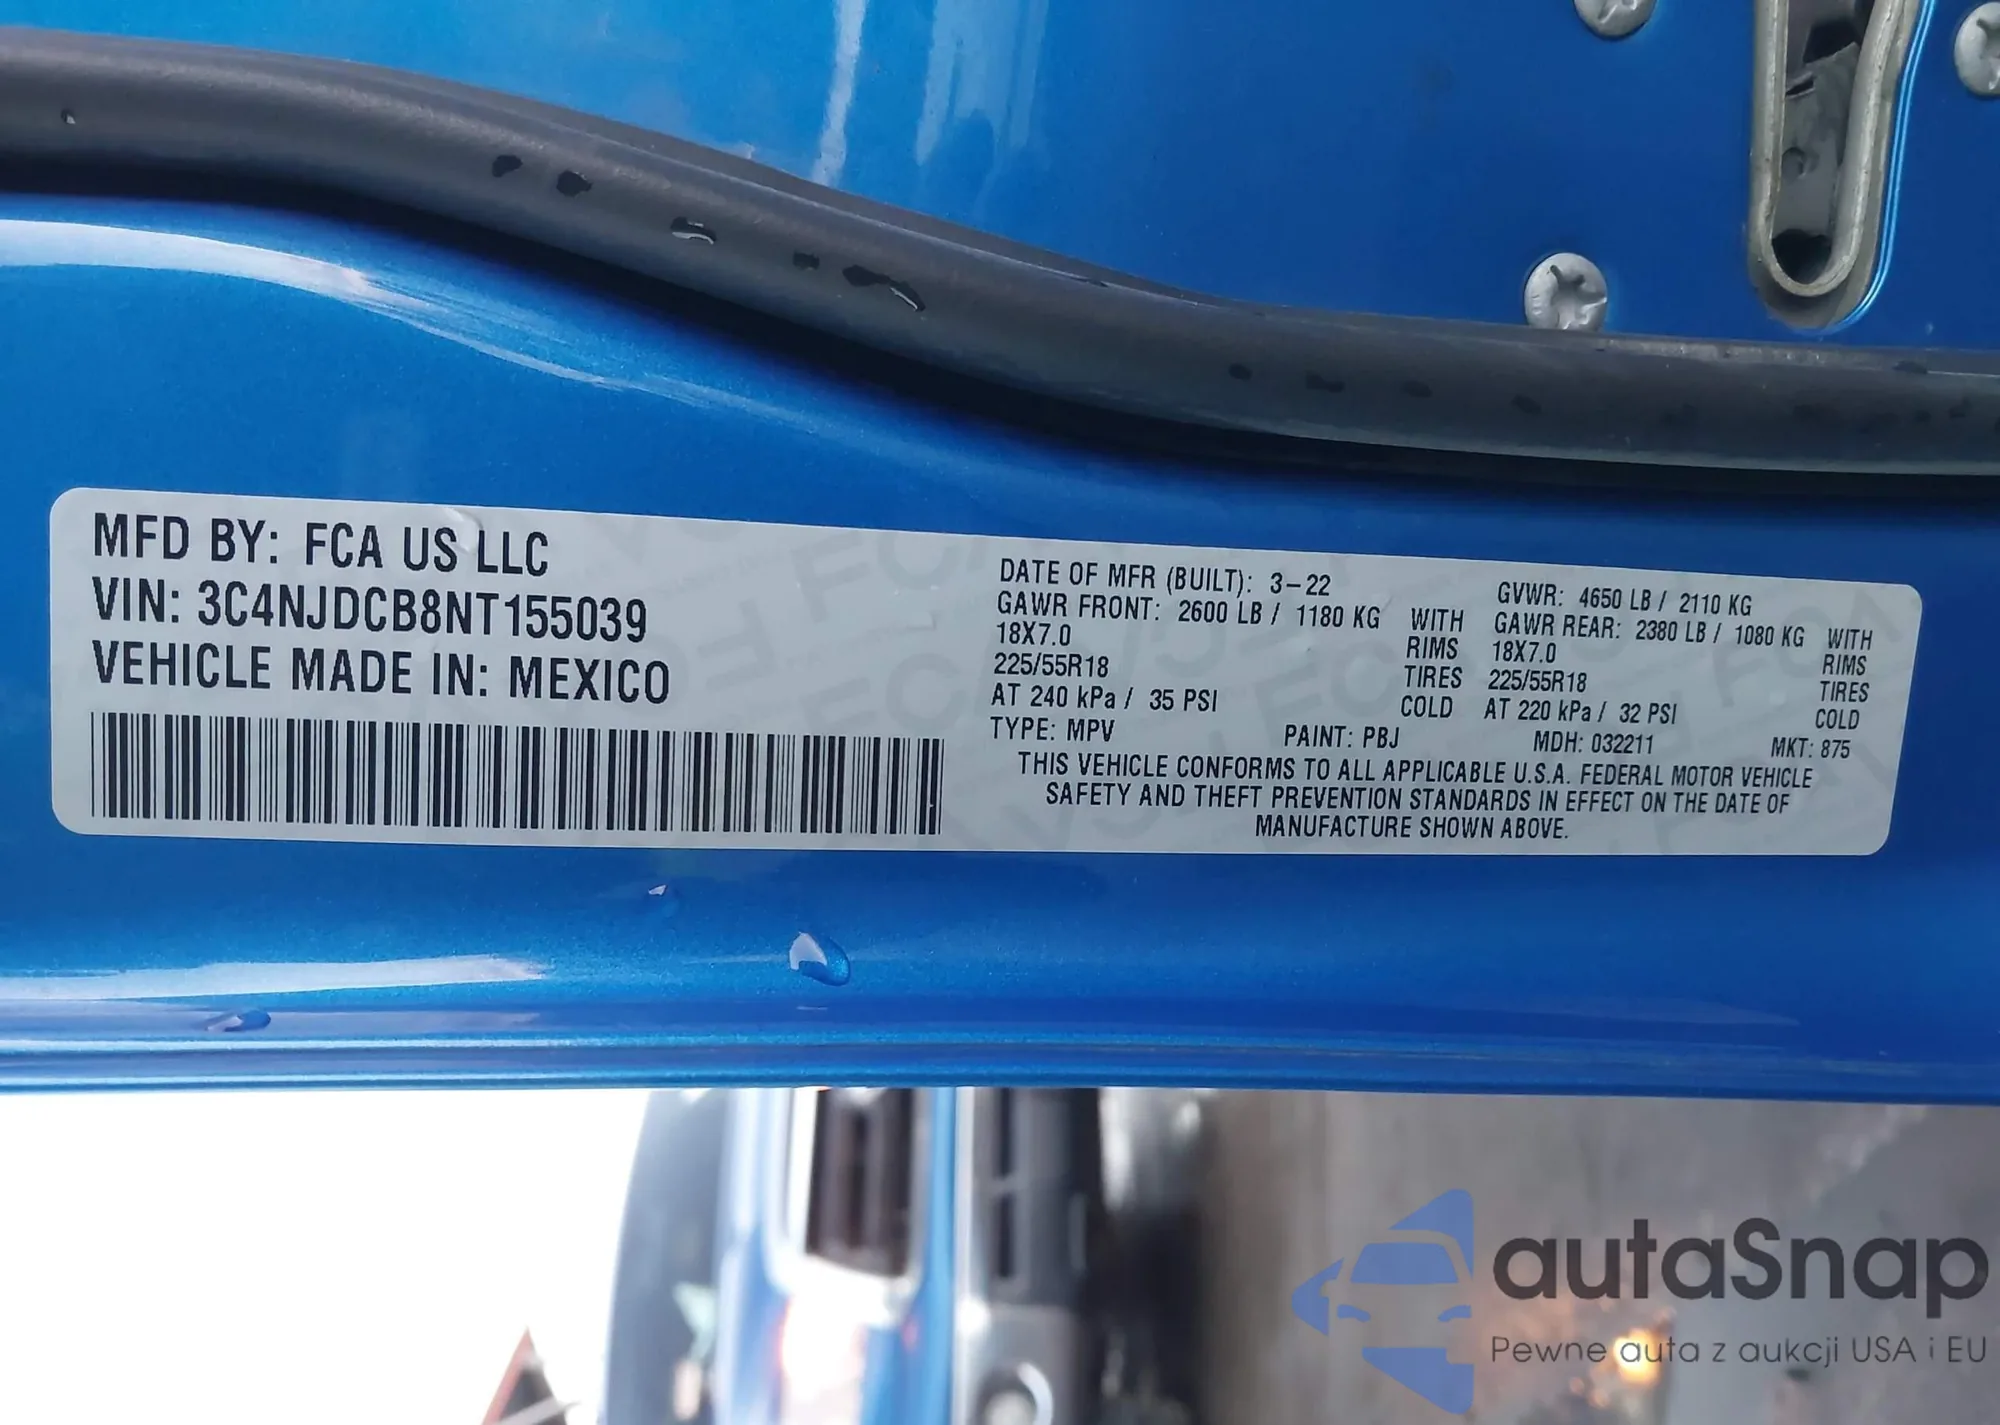 MFD BY: FCA US LLC
VIN: 3C4NJDCB8NT155039
VEHICLE MADE IN: MEXICO
DATE OF MFR (BUILT): 3-22 GVWR: 4650 LB / 2110 KG
GAWR FRONT: 2600 LB / 1180 KG WITH GAWR REAR: 2380 LB / 1080 KG WITH
18X7.0 RIMS 18X7.0 RIMS
225/55R18 TIRES 225/55R18 TIRES
AT 240 kPa / 35 PSI COLD AT 220 kPa / 32 PSI COLD
TYPE: MPV PAINT: PBJ MDH: 032211 MKT: 875
THIS VEHICLE CONFORMS TO ALL APPLICABLE U.S.A. FEDERAL MOTOR VEHICLE
SAFETY AND THEFT PREVENTION STANDARDS IN EFFECT ON THE DATE OF
MANUFACTURE SHOWN ABOVE.
autaSnap
Pewne auta z aukcji USA i EU